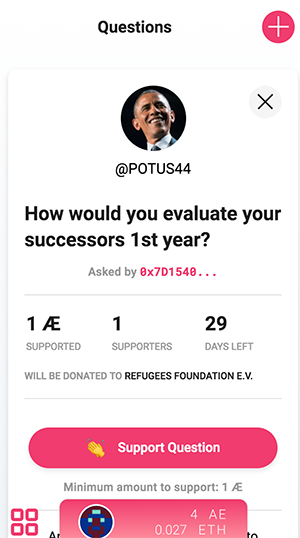 Questions
@POTUS44
How would you evaluate your
successors 1st year?
Asked by 0x7D1540...
1 Æ 1 29
SUPPORTED SUPPORTERS DAYS LEFT
WILL BE DONATED TO REFUGEES FOUNDATION E.V.
👏 Support Question
Minimum amount to support: 1 Æ
4 AE
0.027 ETH